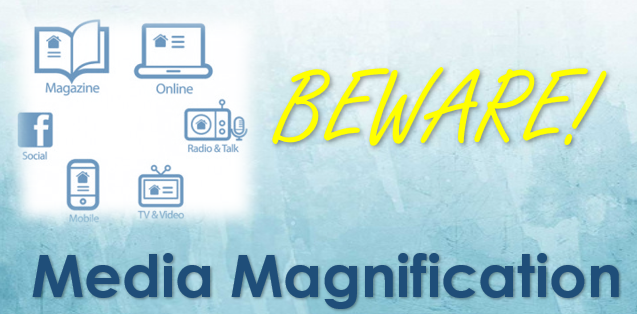 Magazine
Online
BEWARE!
f
Social
Radio & Talk
Mobile
TV & Video
Media Magnification